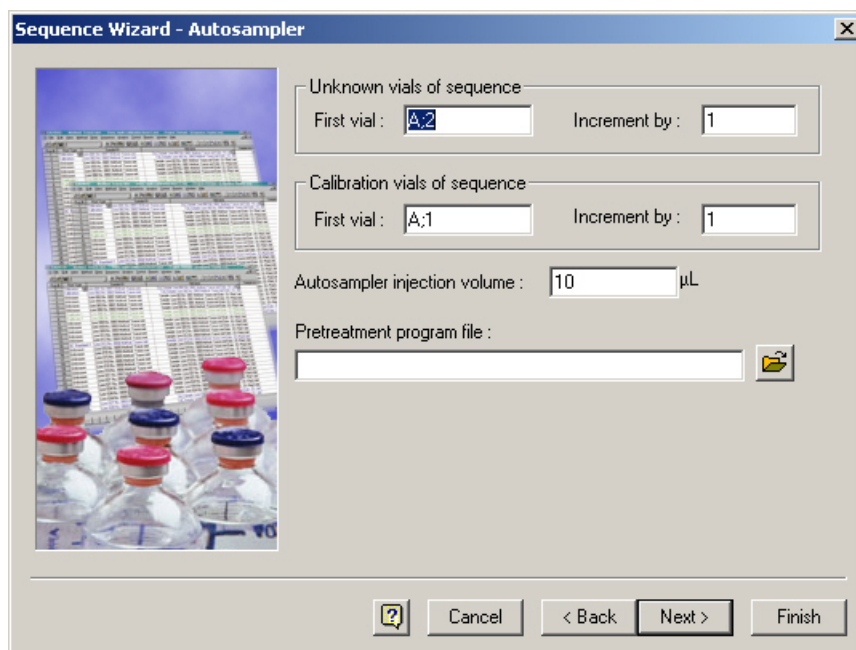 Sequence Wizard - Autosampler
Unknown vials of sequence
First vial : A;2 Increment by : 1
Calibration vials of sequence
First vial : A;1 Increment by : 1
Autosampler injection volume : 10 µL
Pretreatment program file :
Cancel < Back Next > Finish